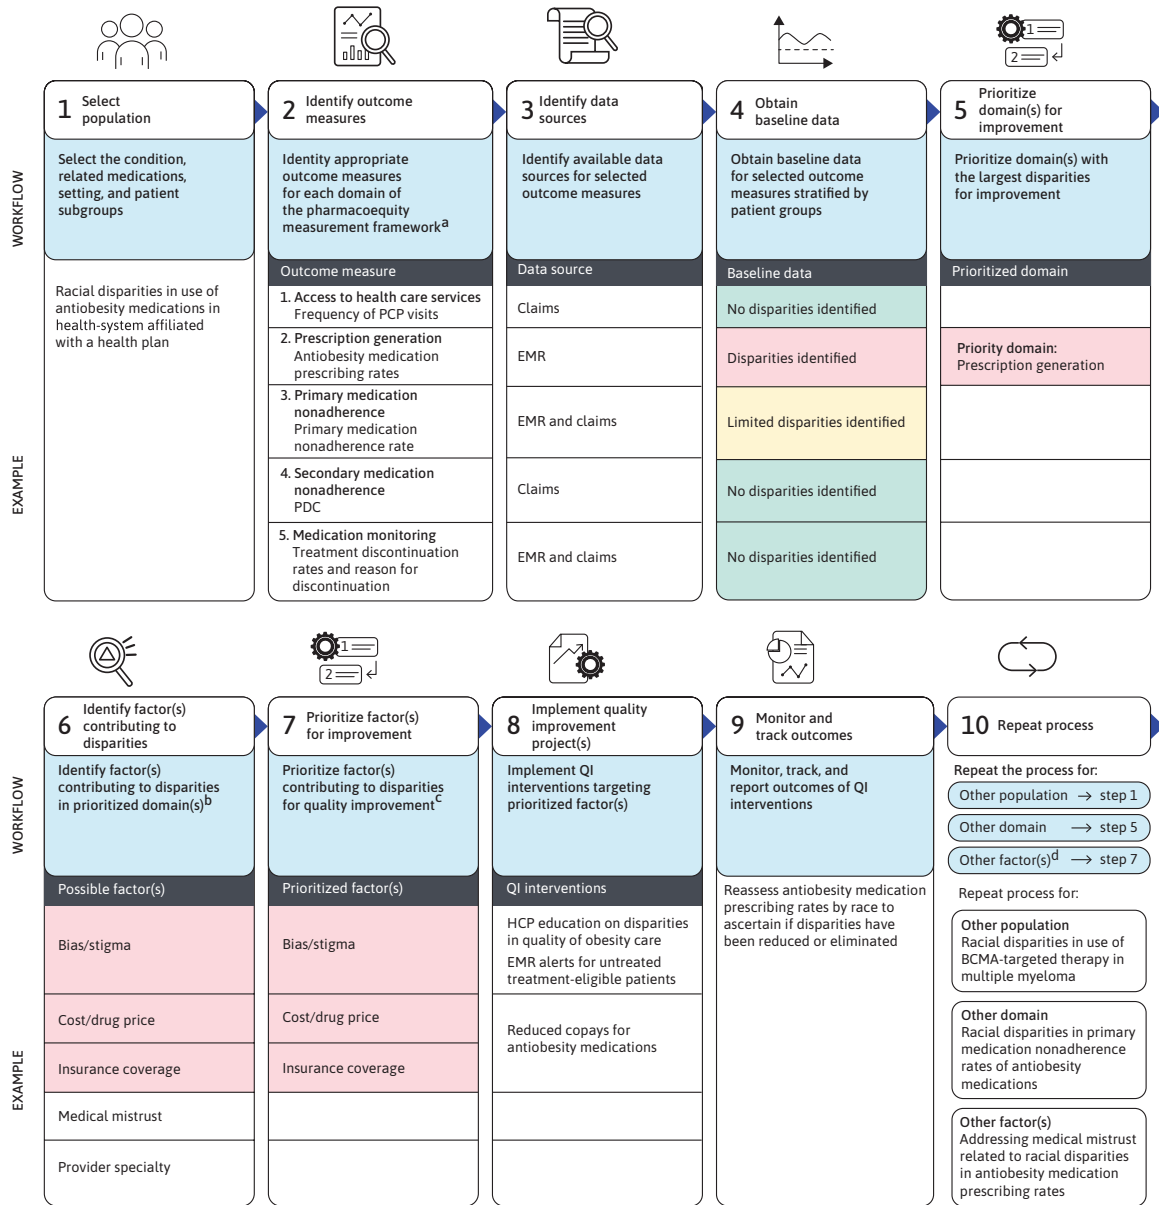 1
2
1 Select
population
2 Identify outcome
measures
3 Identify data
sources
4 Obtain
baseline data
5 Prioritize
domain(s) for
improvement
WORKFLOW
Select the condition,
related medications,
setting, and patient
subgroups
Identity appropriate
outcome measures
for each domain of
the pharmacoequity
measurement frameworka
Identify available data
sources for selected
outcome measures
Obtain baseline data
for selected outcome
measures stratified by
patient groups
Prioritize domain(s) with
the largest disparities
for improvement
EXAMPLE
Racial disparities in use of
antiobesity medications in
health-system affiliated
with a health plan
Outcome measure
1. Access to health care services
Frequency of PCP visits
2. Prescription generation
Antiobesity medication
prescribing rates
3. Primary medication
nonadherence
Primary medication
nonadherence rate
4. Secondary medication
nonadherence
PDC
5. Medication monitoring
Treatment discontinuation
rates and reason for
discontinuation
Data source
Claims
EMR
EMR and claims
Claims
EMR and claims
Baseline data
No disparities identified
Disparities identified
Limited disparities identified
No disparities identified
No disparities identified
Prioritized domain
Priority domain:
Prescription generation
1
2
6 Identify factor(s)
contributing to
disparities
7 Prioritize factor(s)
for improvement
8 Implement quality
improvement
project(s)
9 Monitor and
track outcomes
10 Repeat process
WORKFLOW
Identify factor(s)
contributing to disparities
in prioritized domain(s)b
Prioritize factor(s)
contributing to disparities
for quality improvementc
Implement QI
interventions targeting
prioritized factor(s)
Monitor, track, and
report outcomes of QI
interventions
Repeat the process for:
Other population → step 1
Other domain → step 5
Other factor(s)d → step 7
EXAMPLE
Possible factor(s)
Bias/stigma
Cost/drug price
Insurance coverage
Medical mistrust
Provider specialty
Prioritized factor(s)
Bias/stigma
Cost/drug price
Insurance coverage
QI interventions
HCP education on disparities
in quality of obesity care
EMR alerts for untreated
treatment-eligible patients
Reduced copays for
antiobesity medications
Reassess antiobesity medication
prescribing rates by race to
ascertain if disparities have
been reduced or eliminated
Repeat process for:
Other population
Racial disparities in use of
BCMA-targeted therapy in
multiple myeloma
Other domain
Racial disparities in primary
medication nonadherence
rates of antiobesity
medications
Other factor(s)
Addressing medical mistrust
related to racial disparities
in antiobesity medication
prescribing rates